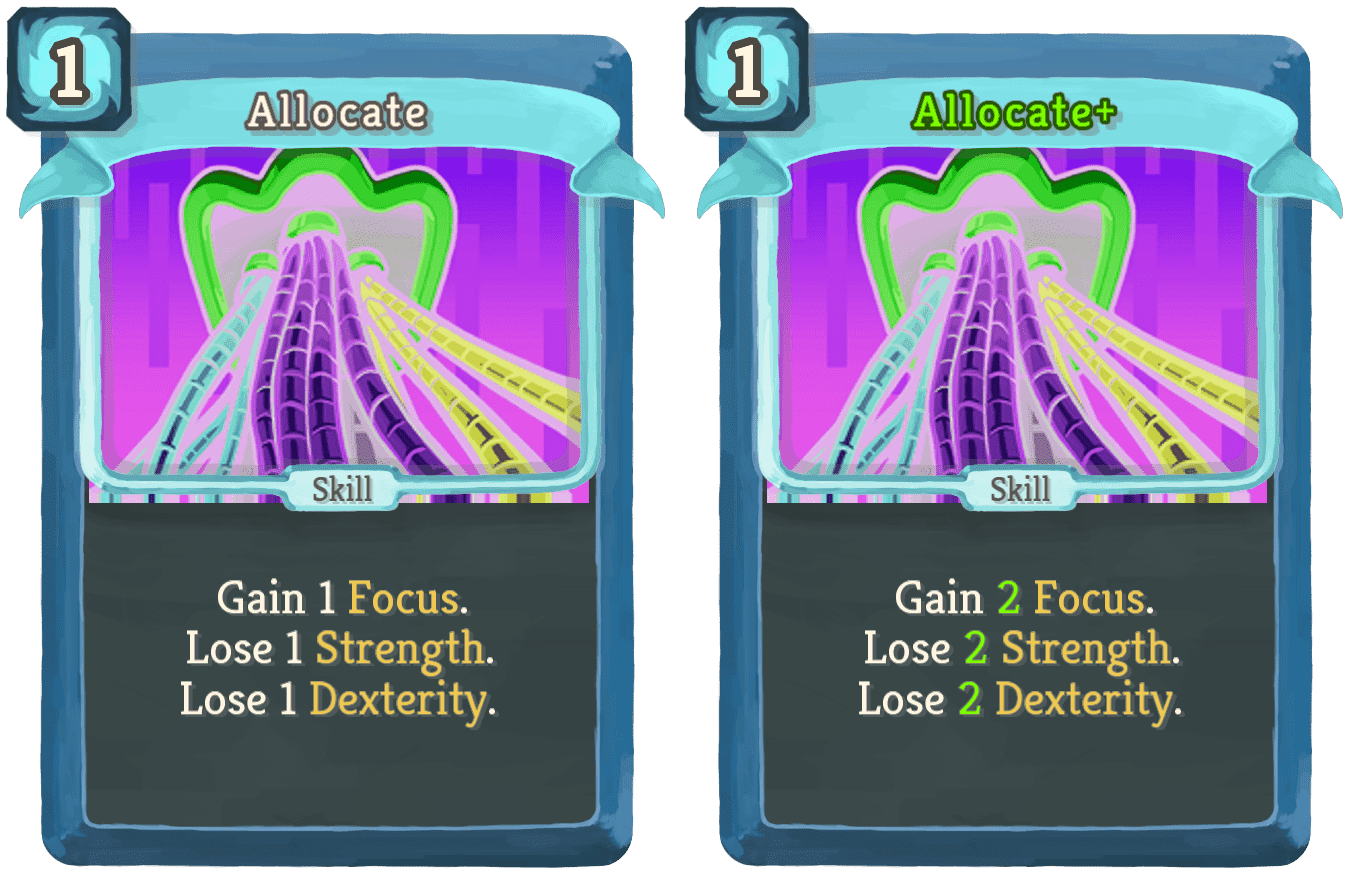 1
Allocate
Skill
Gain 1 Focus.
Lose 1 Strength.
Lose 1 Dexterity.
1
Allocate+
Skill
Gain 2 Focus.
Lose 2 Strength.
Lose 2 Dexterity.